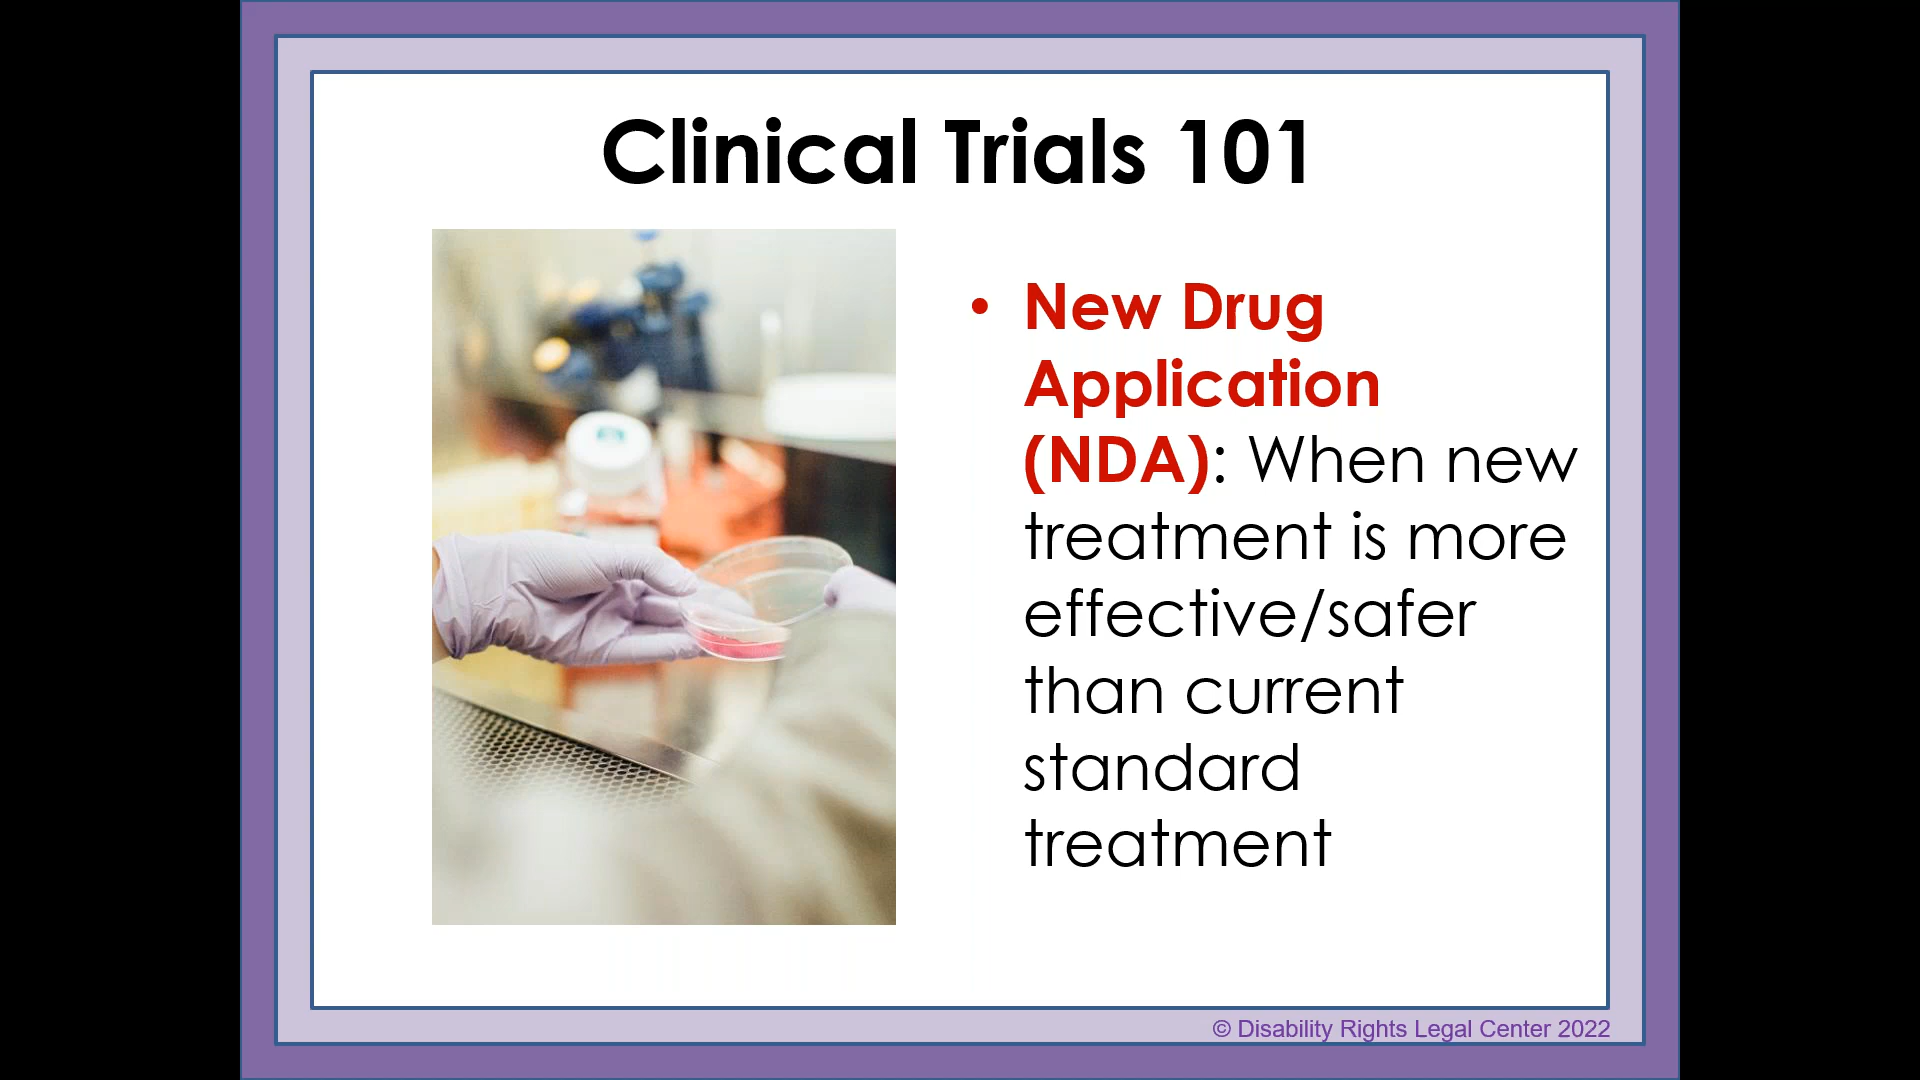 Clinical Trials 101
• New Drug
Application
(NDA): When new
treatment is more
effective/safer
than current
standard
treatment
© Disability Rights Legal Center 2022